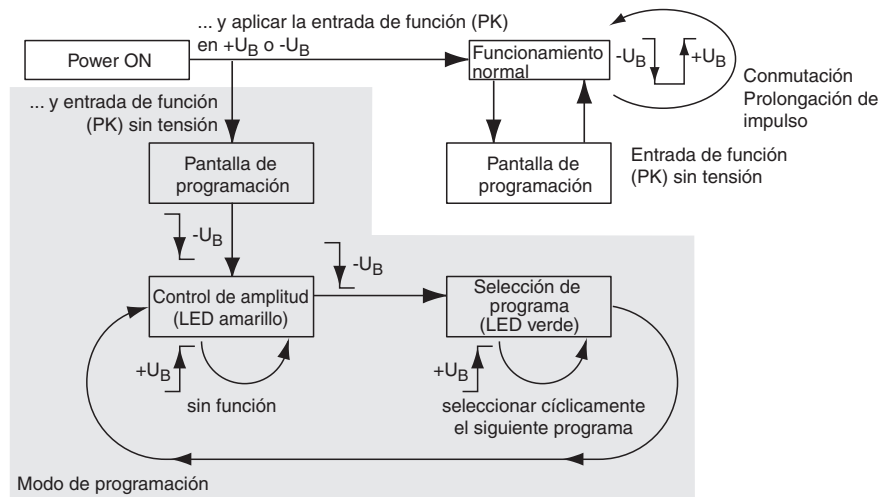 ... y aplicar la entrada de función (PK)
en +UB o -UB
Power ON
Funcionamiento
normal
-UB
+UB
Conmutación
Prolongación de
impulso
... y entrada de función
(PK) sin tensión
Pantalla de
programación
Pantalla de
programación
Entrada de función
(PK) sin tensión
-UB
-UB
Control de amplitud
(LED amarillo)
Selección de
programa
(LED verde)
+UB
sin función
+UB
seleccionar cíclicamente
el siguiente programa
Modo de programación